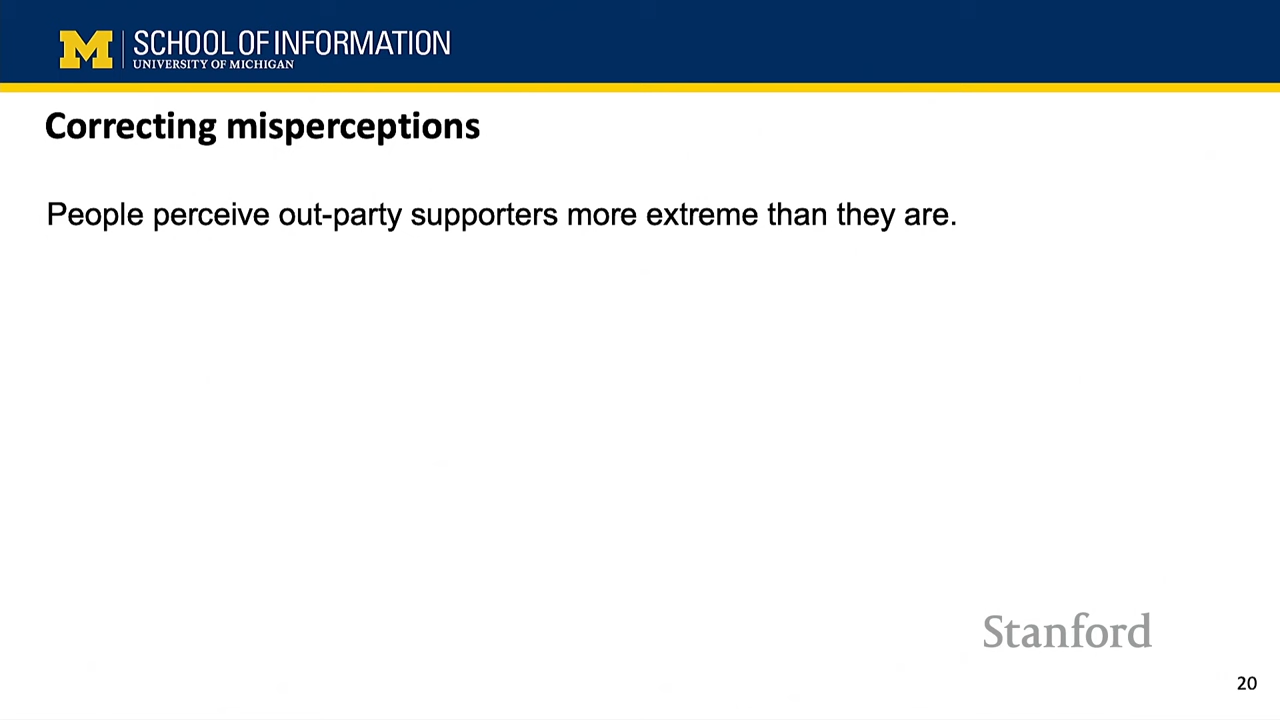 M SCHOOL OF INFORMATION
UNIVERSITY OF MICHIGAN
Correcting misperceptions
People perceive out-party supporters more extreme than they are.
Stanford
20